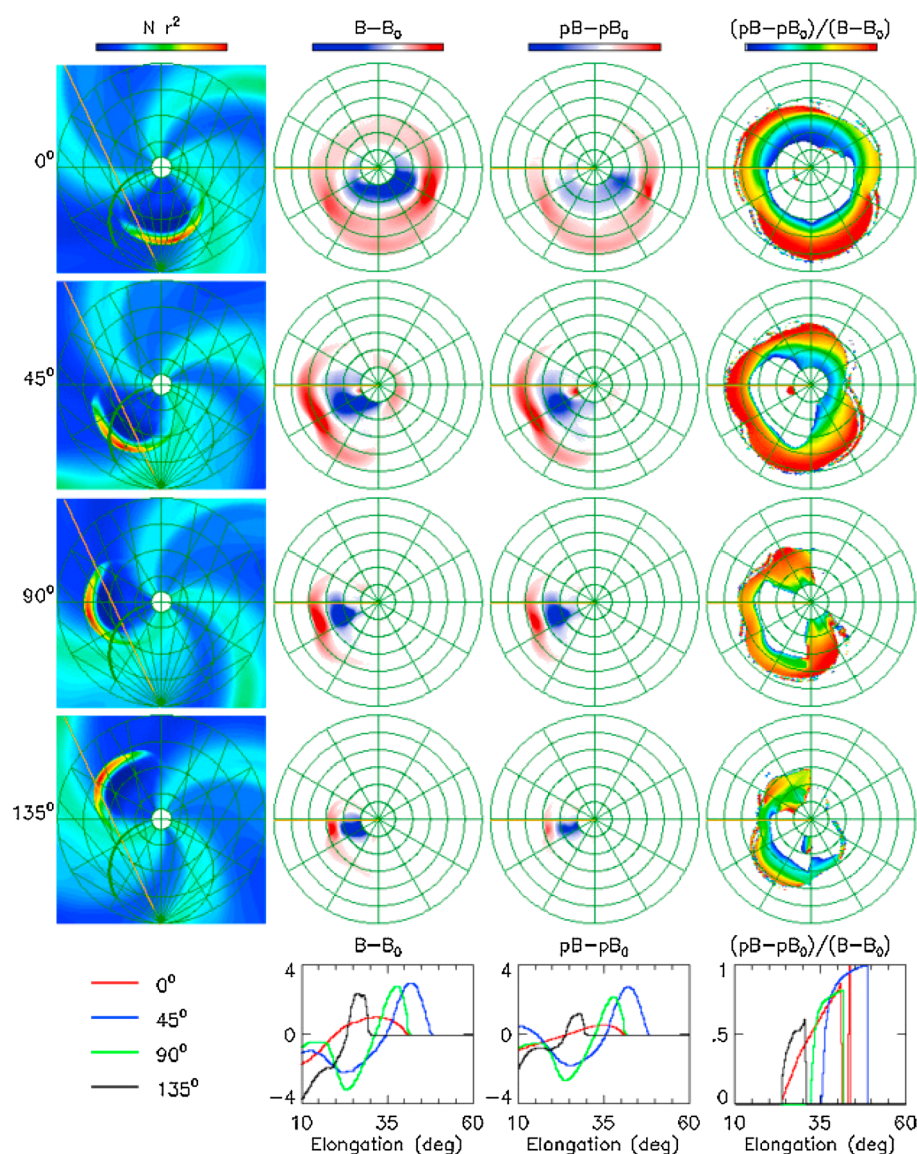 N r² B−B₀ pB−pB₀ (pB−pB₀)/(B−B₀)
0°
45°
90°
135°
B−B₀ pB−pB₀ (pB−pB₀)/(B−B₀)
0°
45°
90°
135°
4 4 1
0 0 .5
−4 −4 0
10 35 60 10 35 60 10 35 60
Elongation (deg) Elongation (deg) Elongation (deg)